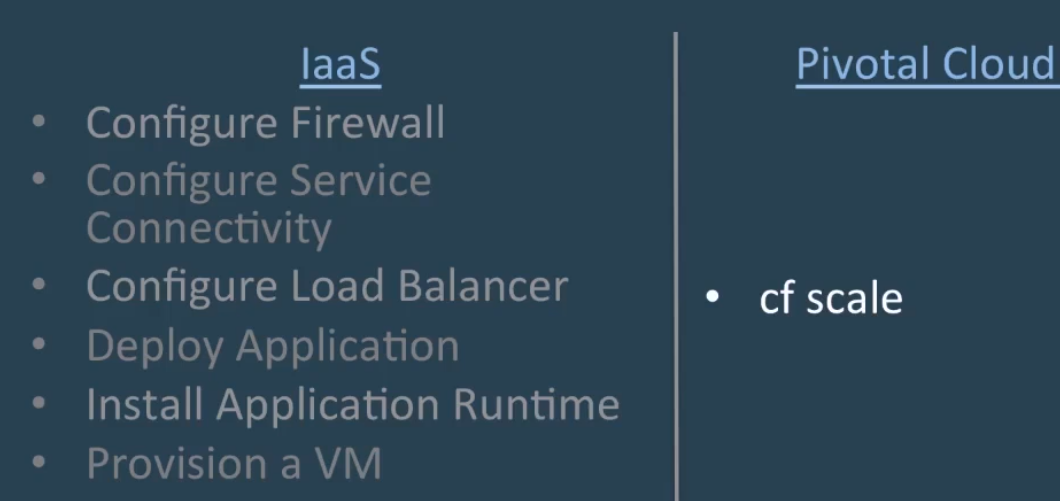 IaaS
• Configure Firewall
• Configure Service
Connectivity
• Configure Load Balancer
• Deploy Application
• Install Application Runtime
• Provision a VM
Pivotal Cloud
• cf scale